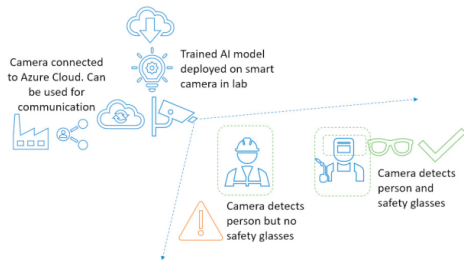 Camera connected
to Azure Cloud. Can
be used for
communication
Trained AI model
deployed on smart
camera in lab
Camera detects
person but no
safety glasses
Camera detects
person and
safety glasses